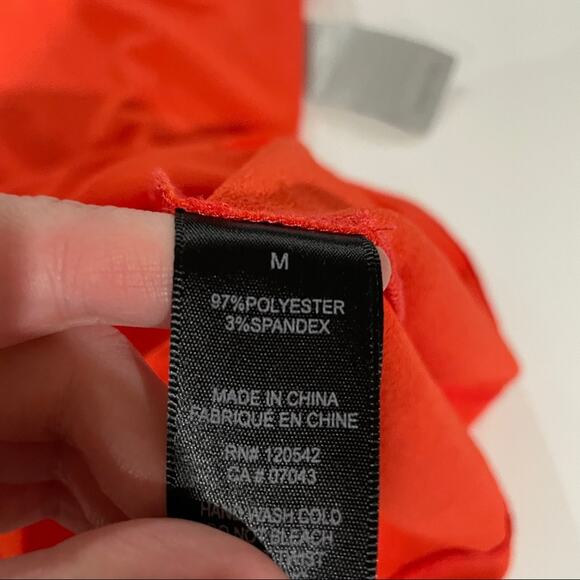 M
97%POLYESTER
3%SPANDEX
MADE IN CHINA
FABRIQUÉ EN CHINE
RN# 120542
CA # 07043
HAND WASH COLD
DO NOT BLEACH